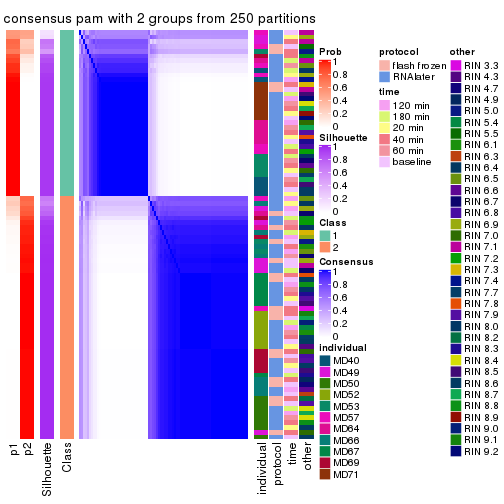 consensus pam with 2 groups from 250 partitions
Prob
1
0.8
0.6
0.4
0.2
0
Silhouette
1
0.8
0.6
0.4
0.2
0
Class
1
2
Consensus
1
0.8
0.6
0.4
0.2
0
individual
MD40
MD49
MD50
MD52
MD53
MD57
MD64
MD66
MD67
MD69
MD71
protocol
flash frozen
RNAlater
time
120 min
180 min
20 min
40 min
60 min
baseline
other
RIN 3.3
RIN 4.3
RIN 4.7
RIN 4.9
RIN 5.0
RIN 5.4
RIN 5.5
RIN 6.1
RIN 6.3
RIN 6.4
RIN 6.5
RIN 6.6
RIN 6.7
RIN 6.8
RIN 6.9
RIN 7.0
RIN 7.1
RIN 7.2
RIN 7.3
RIN 7.4
RIN 7.7
RIN 7.8
RIN 7.9
RIN 8.0
RIN 8.2
RIN 8.3
RIN 8.4
RIN 8.5
RIN 8.6
RIN 8.7
RIN 8.8
RIN 8.9
RIN 9.0
RIN 9.1
RIN 9.2
p1
p2
Silhouette
Class
individual
protocol
time
other